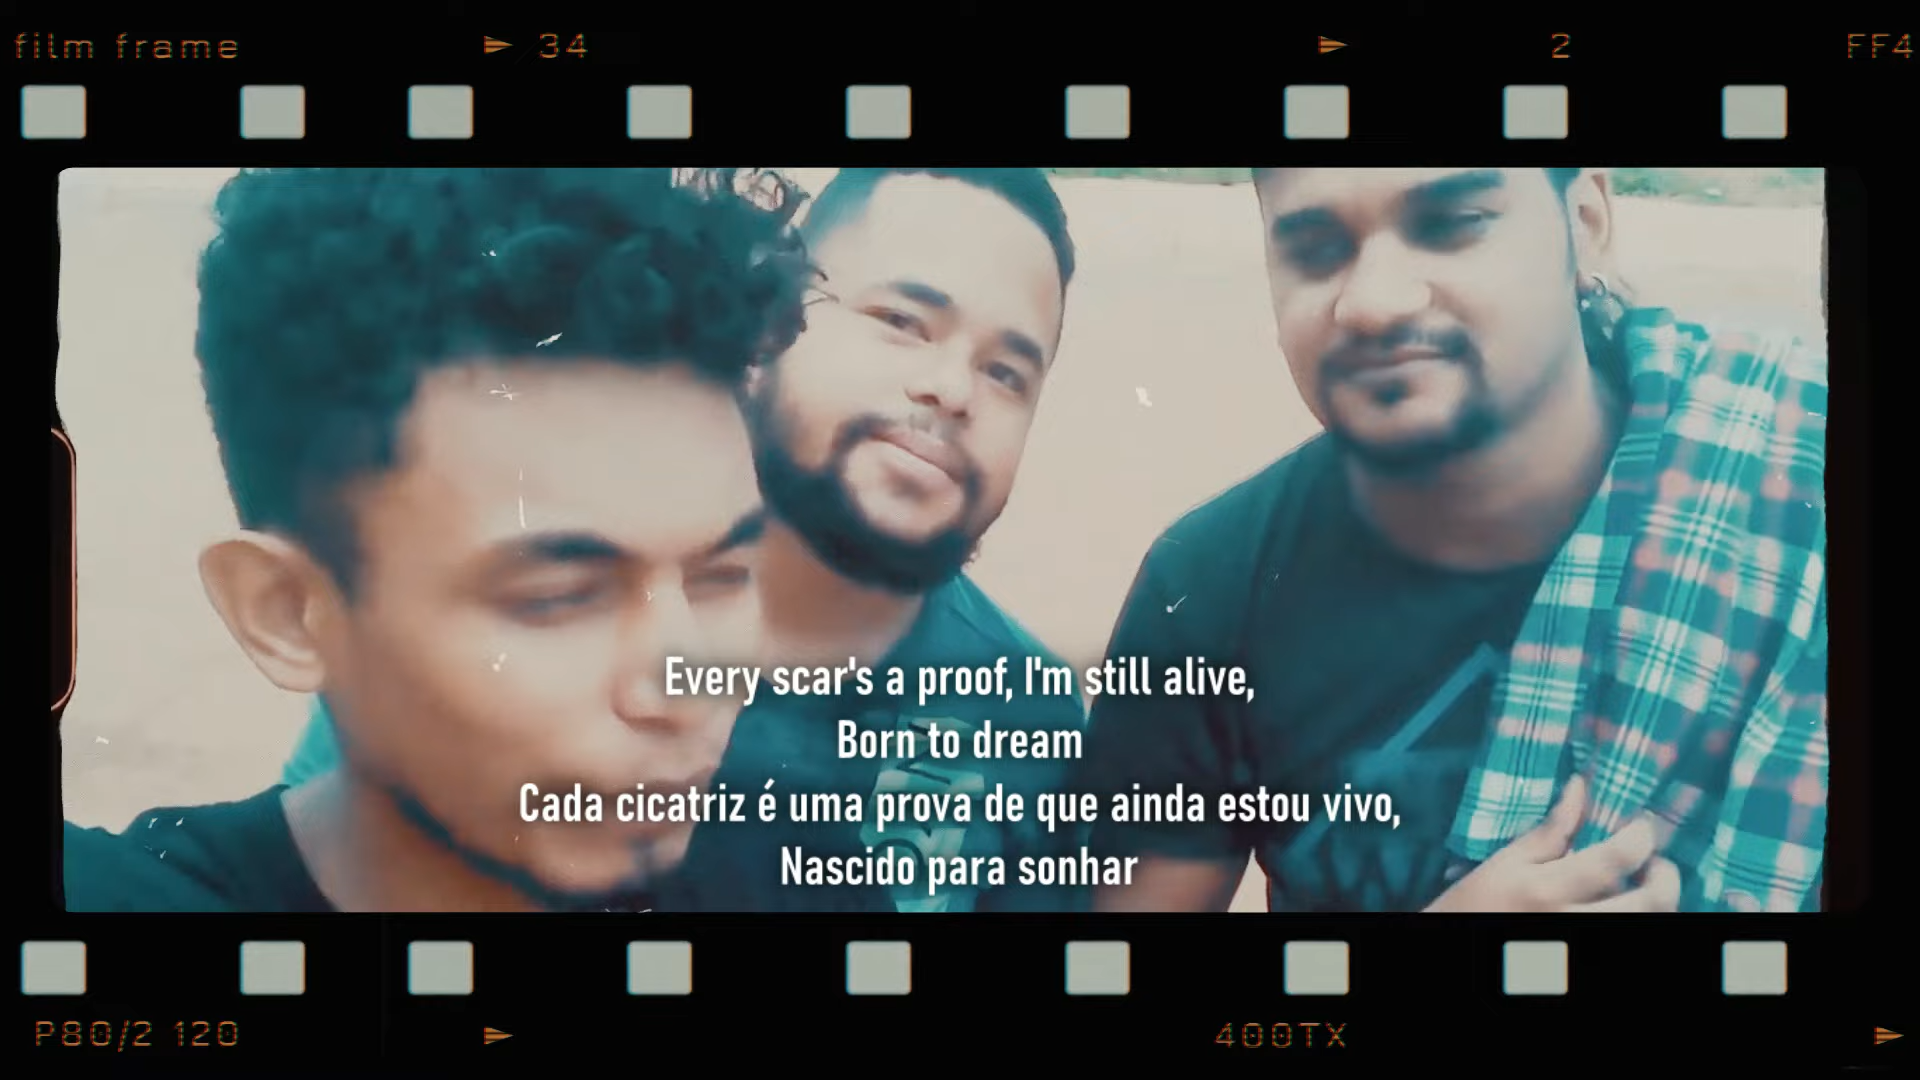 film frame 34 2 FF4
Every scar's a proof, I'm still alive,
Born to dream
Cada cicatriz é uma prova de que ainda estou vivo,
Nascido para sonhar
P80/2 120 400TX